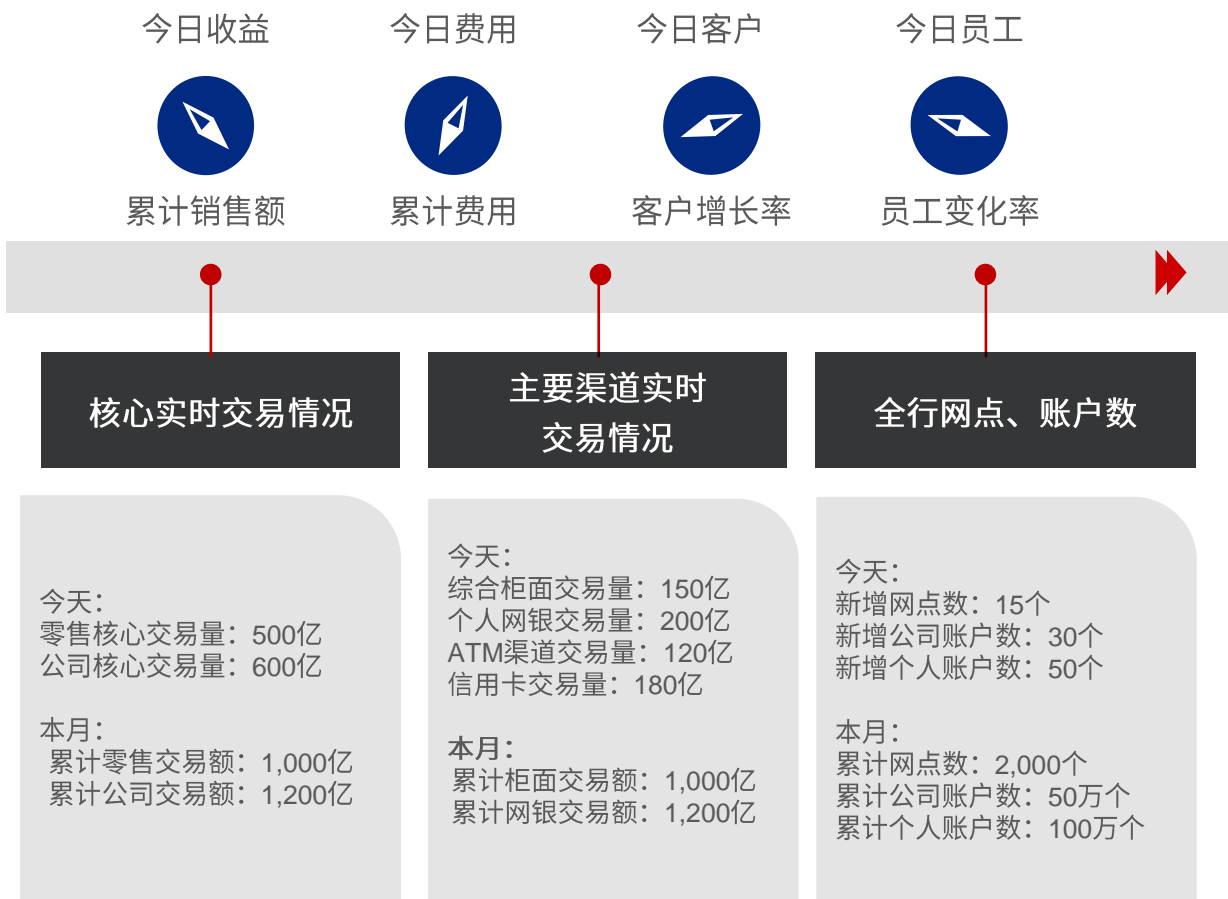 今日收益
今日费用
今日客户
今日员工
累计销售额
累计费用
客户增长率
员工变化率
核心实时交易情况
主要渠道实时
交易情况
全行网点、账户数
今天：
零售核心交易量：500亿
公司核心交易量：600亿
本月：
累计零售交易额：1,000亿
累计公司交易额：1,200亿
今天：
综合柜面交易量：150亿
个人网银交易量：200亿
ATM渠道交易量：120亿
信用卡交易量：180亿
本月：
累计柜面交易额：1,000亿
累计网银交易额：1,200亿
今天：
新增网点数：15个
新增公司账户数：30个
新增个人账户数：50个
本月：
累计网点数：2,000个
累计公司账户数：50万个
累计个人账户数：100万个